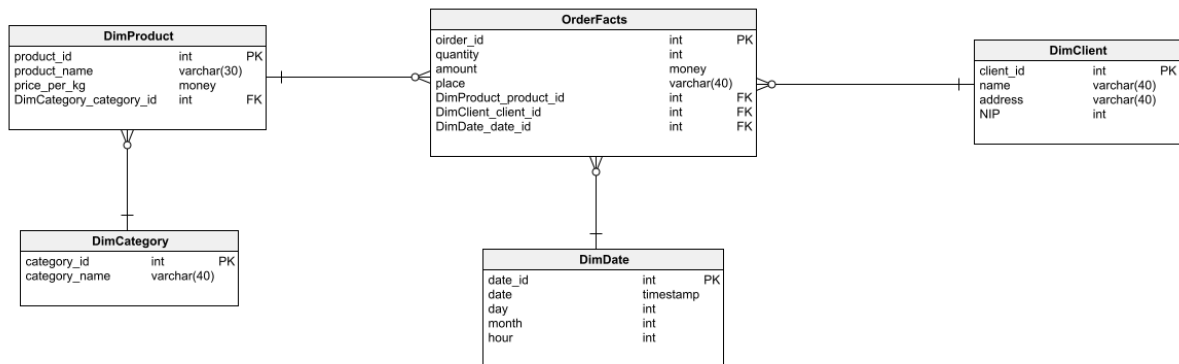 DimProduct
product_id int PK
product_name varchar(30)
price_per_kg money
DimCategory_category_id int FK
OrderFacts
oirder_id int PK
quantity int
amount money
place varchar(40)
DimProduct_product_id int FK
DimClient_client_id int FK
DimDate_date_id int FK
DimClient
client_id int PK
name varchar(40)
address varchar(40)
NIP int
DimCategory
category_id int PK
category_name varchar(40)
DimDate
date_id int PK
date timestamp
day int
month int
hour int